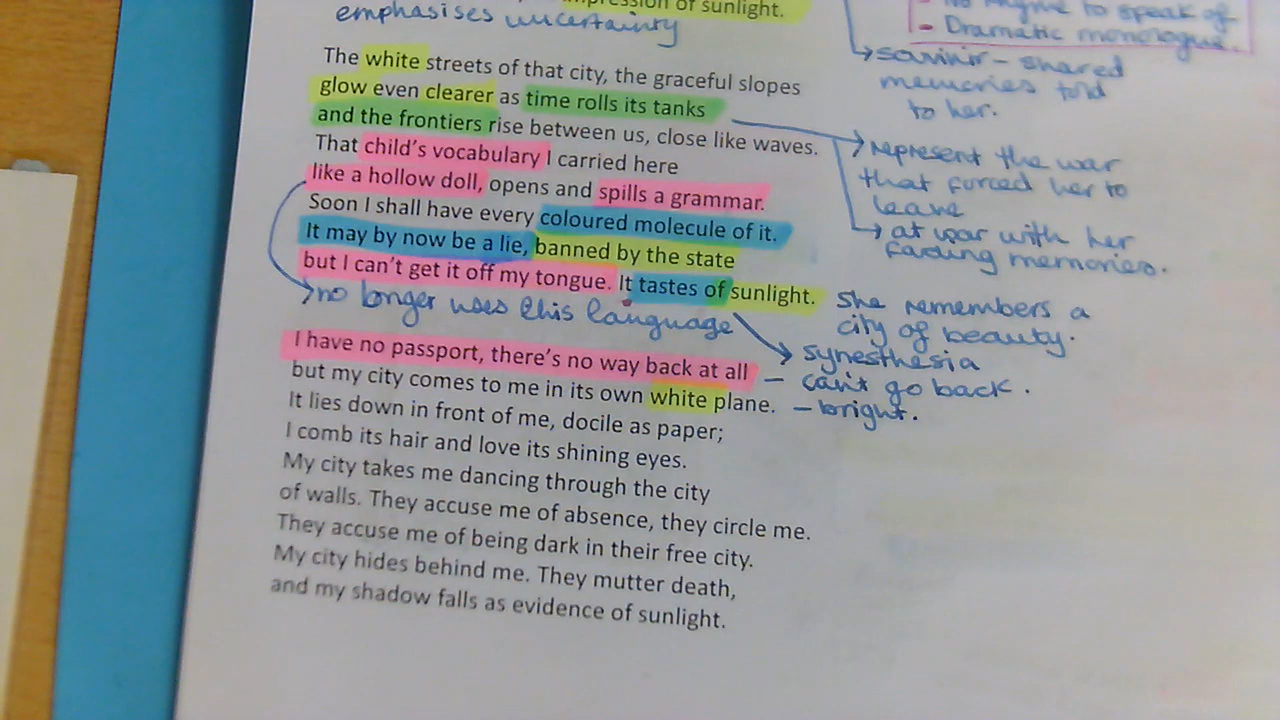 of sunlight.
emphasises uncertainty
to speak of
- Dramatic monologue.
souvinir - shared
memories told
to her.
The white streets of that city, the graceful slopes
glow even clearer as time rolls its tanks
and the frontiers rise between us, close like waves.
That child's vocabulary I carried here
like a hollow doll, opens and spills a grammar.
Soon I shall have every coloured molecule of it.
It may by now be a lie, banned by the state
but I can't get it off my tongue. It tastes of sunlight.
represent the war
that forced her to
leave
at war with her
fading memories.
no longer uses this language
she remembers a
city of beauty.
synesthesia
I have no passport, there's no way back at all
- can't go back.
but my city comes to me in its own white plane.
- bright.
It lies down in front of me, docile as paper;
I comb its hair and love its shining eyes.
My city takes me dancing through the city
of walls. They accuse me of absence, they circle me.
They accuse me of being dark in their free city.
My city hides behind me. They mutter death,
and my shadow falls as evidence of sunlight.